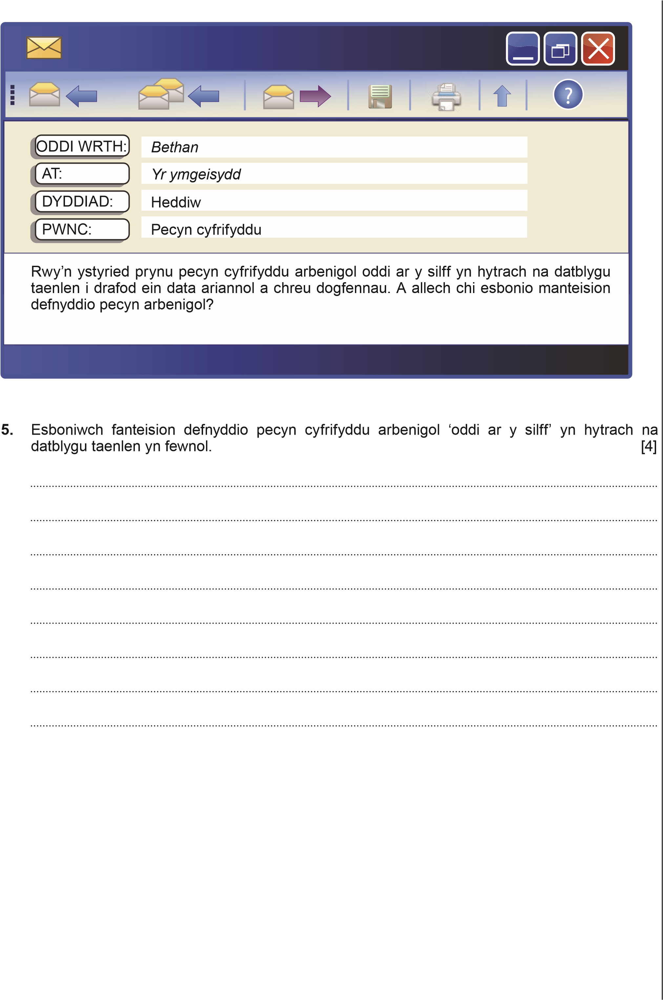 ODDI WRTH: Bethan
AT: Yr ymgeisydd
DYDDIAD: Heddiw
PWNC: Pecyn cyfrifyddu
Rwy’n ystyried prynu pecyn cyfrifyddu arbenigol oddi ar y silff yn hytrach na datblygu
taenlen i drafod ein data ariannol a chreu dogfennau. A allech chi esbonio manteision
defnyddio pecyn arbenigol?
5. Esboniwch fanteision defnyddio pecyn cyfrifyddu arbenigol ‘oddi ar y silff’ yn hytrach na
datblygu taenlen yn fewnol. [4]